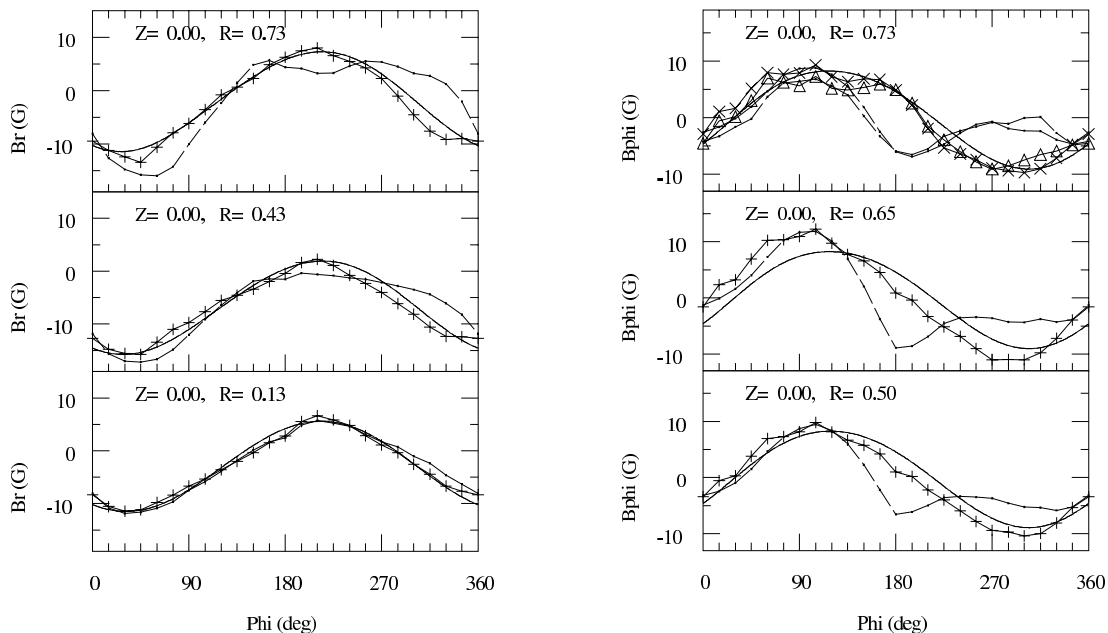 Z= 0.00, R= 0.73
10
0
-10
Br (G)
Z= 0.00, R= 0.43
10
0
-10
Br (G)
Z= 0.00, R= 0.13
10
0
-10
Br (G)
0 90 180 270 360
Phi (deg)
Z= 0.00, R= 0.73
10
0
-10
Bphi (G)
Z= 0.00, R= 0.65
10
0
-10
Bphi (G)
Z= 0.00, R= 0.50
10
0
-10
Bphi (G)
0 90 180 270 360
Phi (deg)